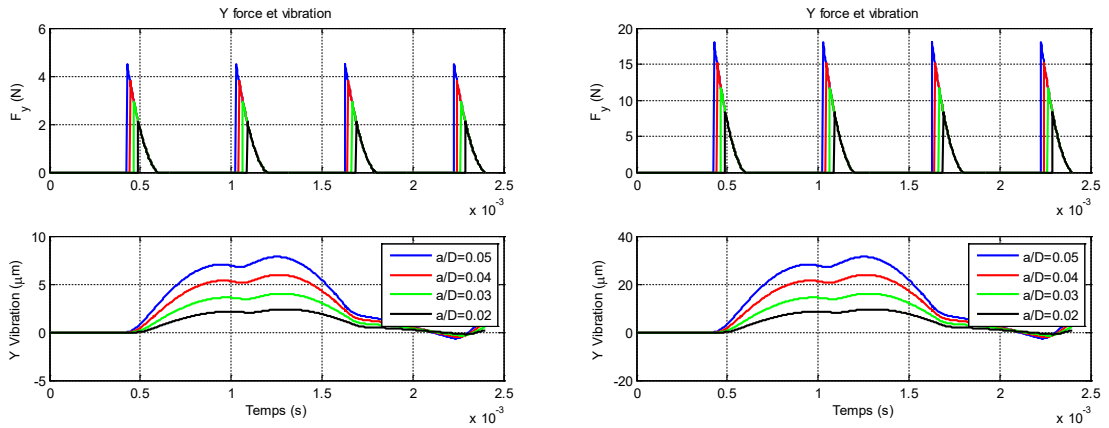 Y force et vibration
6
4
2
0
F_y (N)
0
0.5
1
1.5
2
2.5
x 10^-3
10
5
0
-5
Y Vibration (μm)
a/D=0.05
a/D=0.04
a/D=0.03
a/D=0.02
0
0.5
1
1.5
2
2.5
Temps (s)
x 10^-3
Y force et vibration
20
15
10
5
0
F_y (N)
0
0.5
1
1.5
2
2.5
x 10^-3
40
20
0
-20
Y Vibration (μm)
a/D=0.05
a/D=0.04
a/D=0.03
a/D=0.02
0
0.5
1
1.5
2
2.5
Temps (s)
x 10^-3